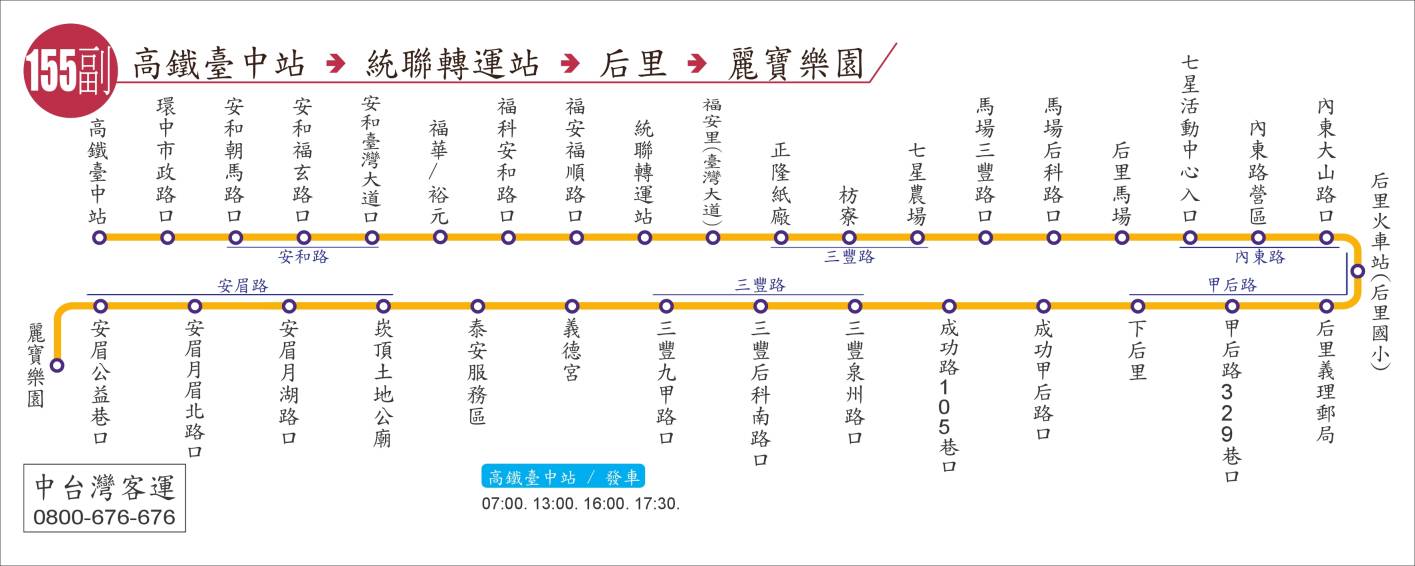 155副
高鐵臺中站 ➔ 統聯轉運站 ➔ 后里 ➔ 麗寶樂園
高鐵臺中站
環中市政路口
安和朝馬路口
安和福玄路口
安和臺灣大道口
福華/裕元
福科安和路口
福安福順路口
統聯轉運站
福安里(臺灣大道)
正隆紙廠
枋寮
七星農場
馬場三豐路口
馬場后科路口
后里馬場
七星活動中心入口
內東路營區
內東大山路口
后里火車站(后里國小)
安和路
三豐路
內東路
安眉路
三豐路
甲后路
后里義理郵局
甲后路329巷口
下后里
成功甲后路口
成功路105巷口
三豐泉州路口
三豐后科南路口
三豐九甲路口
義德宮
泰安服務區
崁頂土地公廟
安眉月湖路口
安眉月眉北路口
安眉公益巷口
麗寶樂園
中台灣客運
0800-676-676
高鐵臺中站 / 發車
07:00. 13:00. 16:00. 17:30.